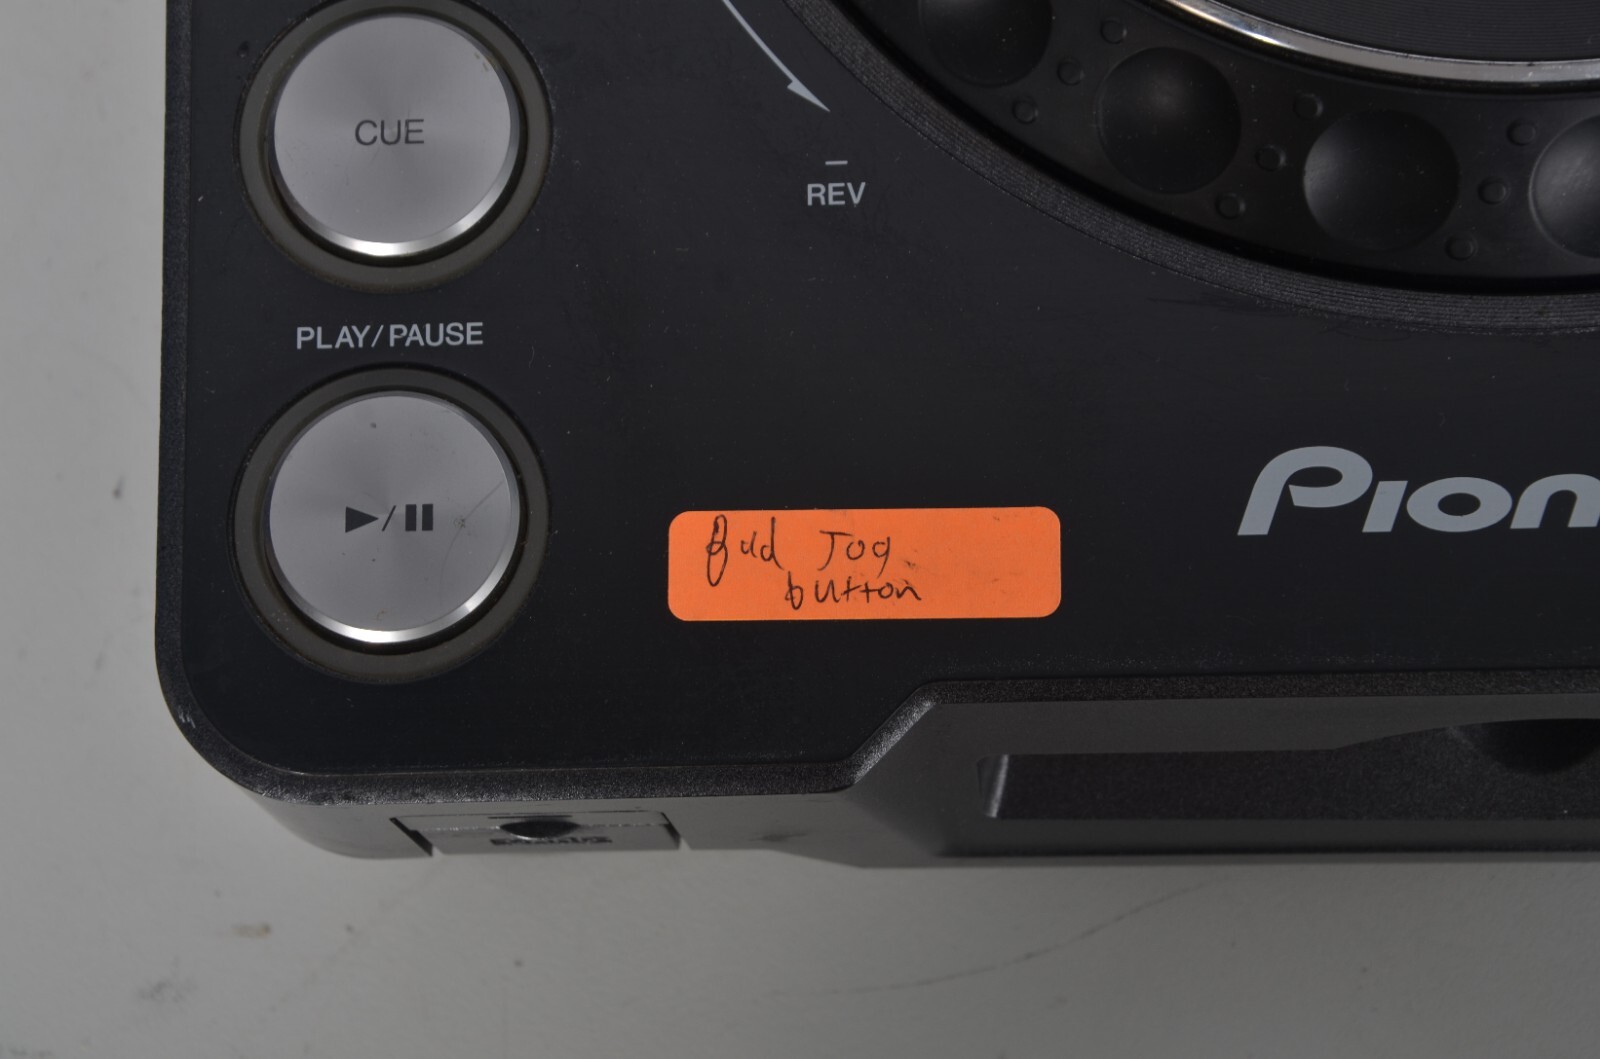 CUE
— REV
PLAY/PAUSE
▶/❚❚
PION
Bad Jog
button